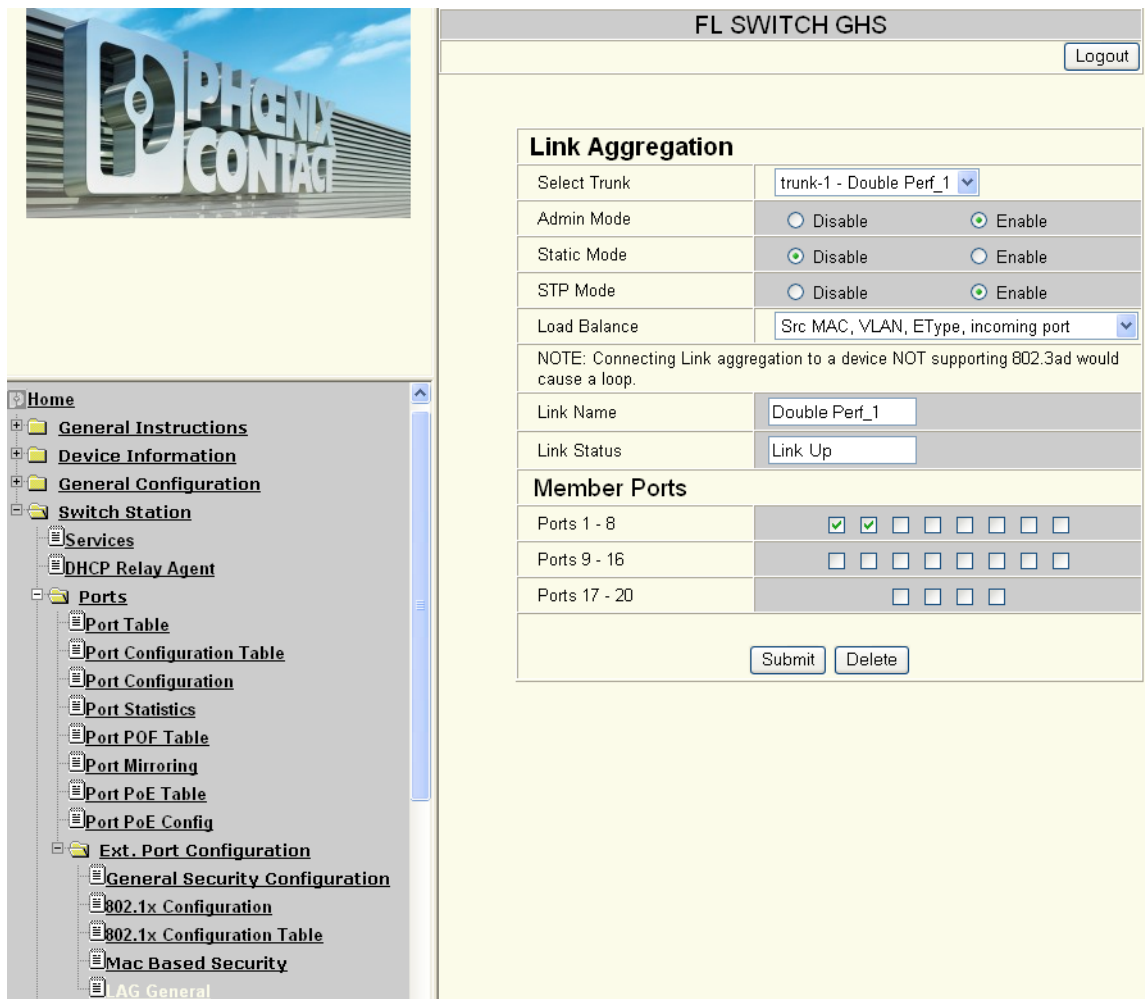 PHŒNIX
CONTACT
FL SWITCH GHS
Logout
Link Aggregation
Select Trunk
trunk-1 - Double Perf_1
Admin Mode
Disable
Enable
Static Mode
Disable
Enable
STP Mode
Disable
Enable
Load Balance
Src MAC, VLAN, EType, incoming port
NOTE: Connecting Link aggregation to a device NOT supporting 802.3ad would
cause a loop.
Link Name
Double Perf_1
Link Status
Link Up
Member Ports
Ports 1 - 8
Ports 9 - 16
Ports 17 - 20
Submit
Delete
Home
General Instructions
Device Information
General Configuration
Switch Station
Services
DHCP Relay Agent
Ports
Port Table
Port Configuration Table
Port Configuration
Port Statistics
Port POF Table
Port Mirroring
Port PoE Table
Port PoE Config
Ext. Port Configuration
General Security Configuration
802.1x Configuration
802.1x Configuration Table
Mac Based Security
LAG General